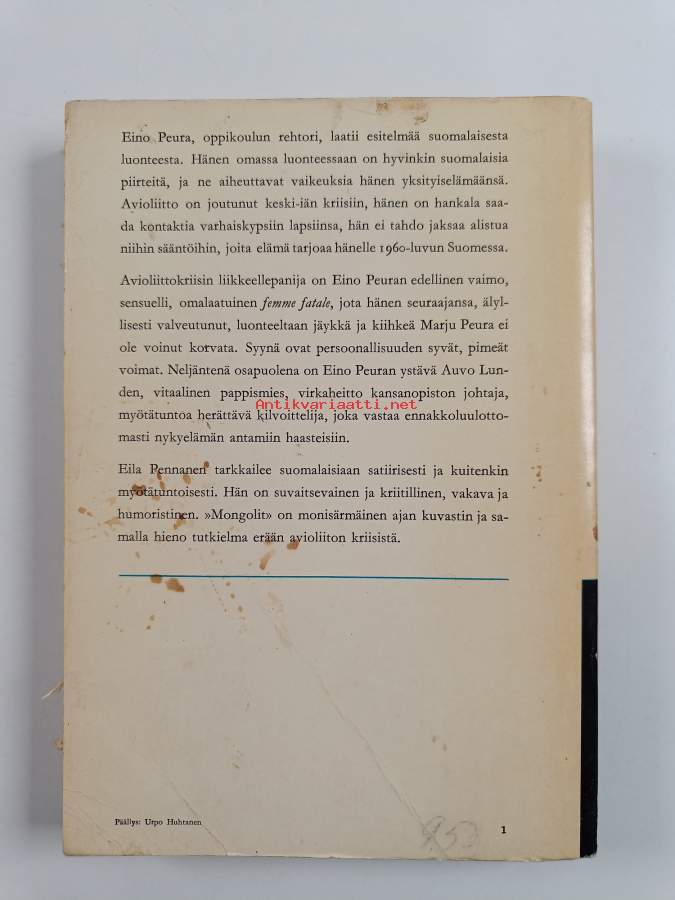 Eino Peura, oppikoulun rehtori, laatii esitelmää suomalaisesta
luonteesta. Hänen omassa luonteessaan on hyvinkin suomalaisia
piirteitä, ja ne aiheuttavat vaikeuksia hänen yksityiselämäänsä.
Avioliitto on joutunut keski-iän kriisiin, hänen on hankala saa-
da kontaktia varhaiskypsiin lapsiinsa, hän ei tahdo jaksaa alistua
niihin sääntöihin, joita elämä tarjoaa hänelle 1960-luvun Suomessa.
Avioliittokriisin liikkeellepanija on Eino Peuran edellinen vaimo,
sensuelli, omalaatuinen femme fatale, jota hänen seuraajansa, älyl-
lisesti valveutunut, luonteeltaan jäykkä ja kiihkeä Marju Peura ei
ole voinut korvata. Syynä ovat persoonallisuuden syvät, pimeät
voimat. Neljäntenä osapuolena on Eino Peuran ystävä Auvo Lun-
den, vitaalinen pappismies, virkaheitto kansanopiston johtaja,
Antikvariaatti.net
myötätuntoa herättävä kilvoittelija, joka vastaa ennakkoluulotto-
masti nykyelämän antamiin haasteisiin.
Eila Pennanen tarkkailee suomalaisiaan satiirisesti ja kuitenkin
myötätuntoisesti. Hän on suvaitsevainen ja kriitillinen, vakava ja
humoristinen. »Mongolit» on monisärmäinen ajan kuvastin ja sa-
malla hieno tutkielma erään avioliiton kriisistä.
Päällys: Urpo Huhtanen
1